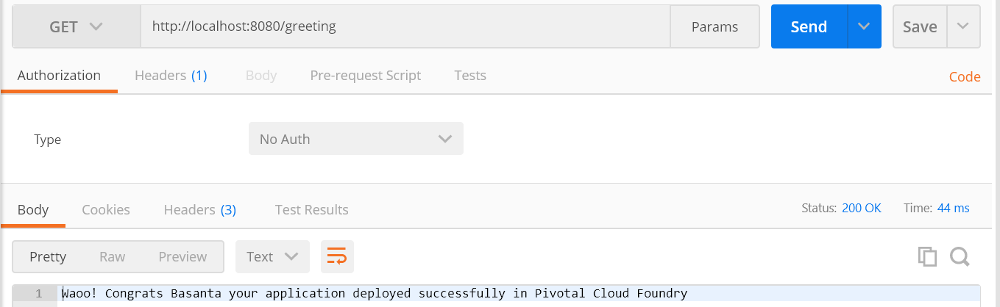 GET http://localhost:8080/greeting Params Send Save
Authorization Headers (1) Body Pre-request Script Tests Code
Type No Auth
Body Cookies Headers (3) Test Results Status: 200 OK Time: 44 ms
Pretty Raw Preview Text
1 Waoo! Congrats Basanta your application deployed successfully in Pivotal Cloud Foundry